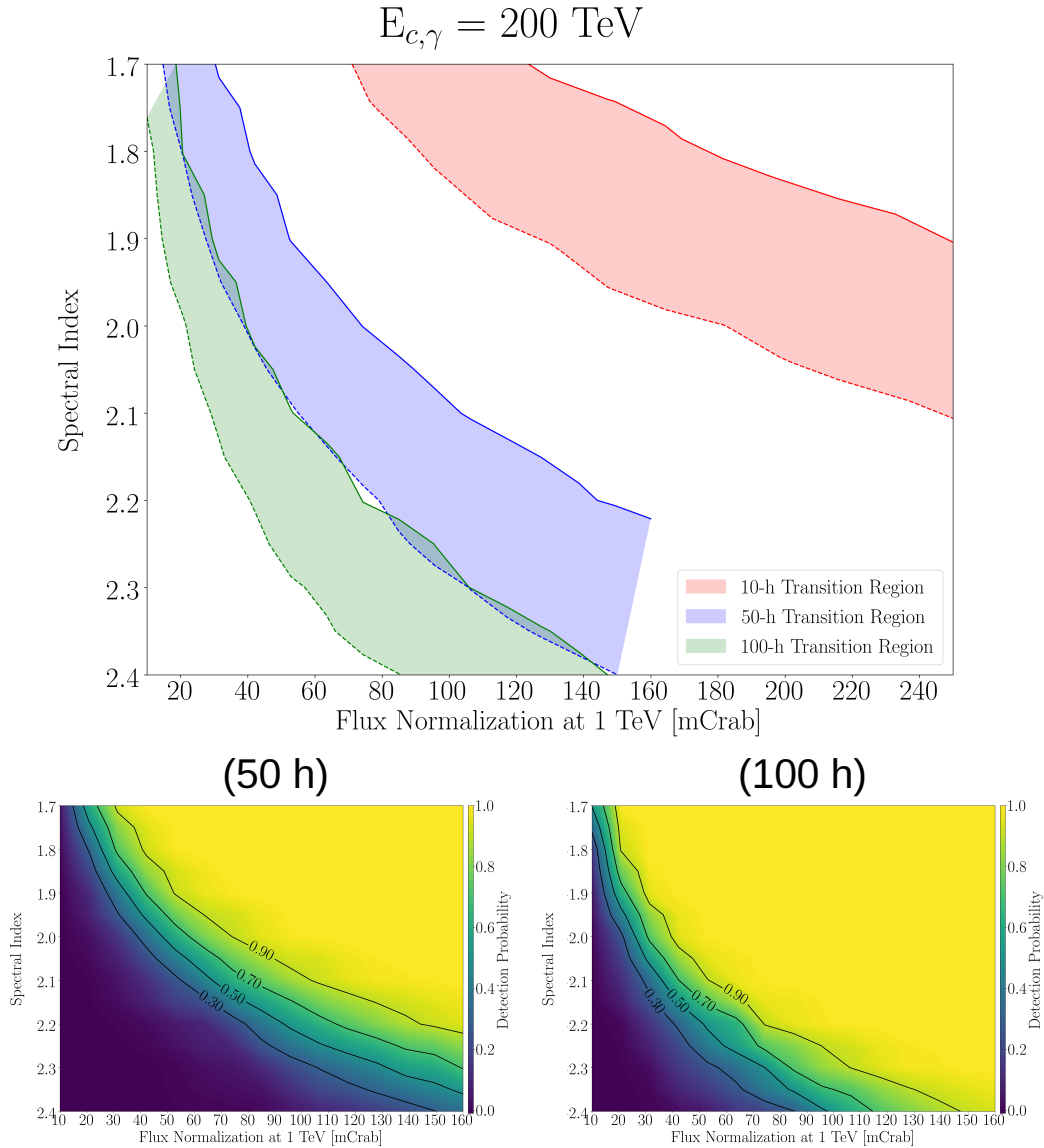 E_{c,γ} = 200 TeV
1.7
1.8
1.9
2.0
2.1
2.2
2.3
2.4
Spectral Index
20 40 60 80 100 120 140 160 180 200 220 240
Flux Normalization at 1 TeV [mCrab]
10-h Transition Region
50-h Transition Region
100-h Transition Region
(50 h)
1.7
1.8
1.9
2.0
2.1
2.2
2.3
2.4
Spectral Index
0.90
0.70
0.50
0.30
10 20 30 40 50 60 70 80 90 100 110 120 130 140 150 160
Flux Normalization at 1 TeV [mCrab]
1.0
0.8
0.6
0.4
0.2
0.0
Detection Probability
(100 h)
1.7
1.8
1.9
2.0
2.1
2.2
2.3
2.4
Spectral Index
0.90
0.70
0.50
0.30
10 20 30 40 50 60 70 80 90 100 110 120 130 140 150 160
Flux Normalization at 1 TeV [mCrab]
1.0
0.8
0.6
0.4
0.2
0.0
Detection Probability